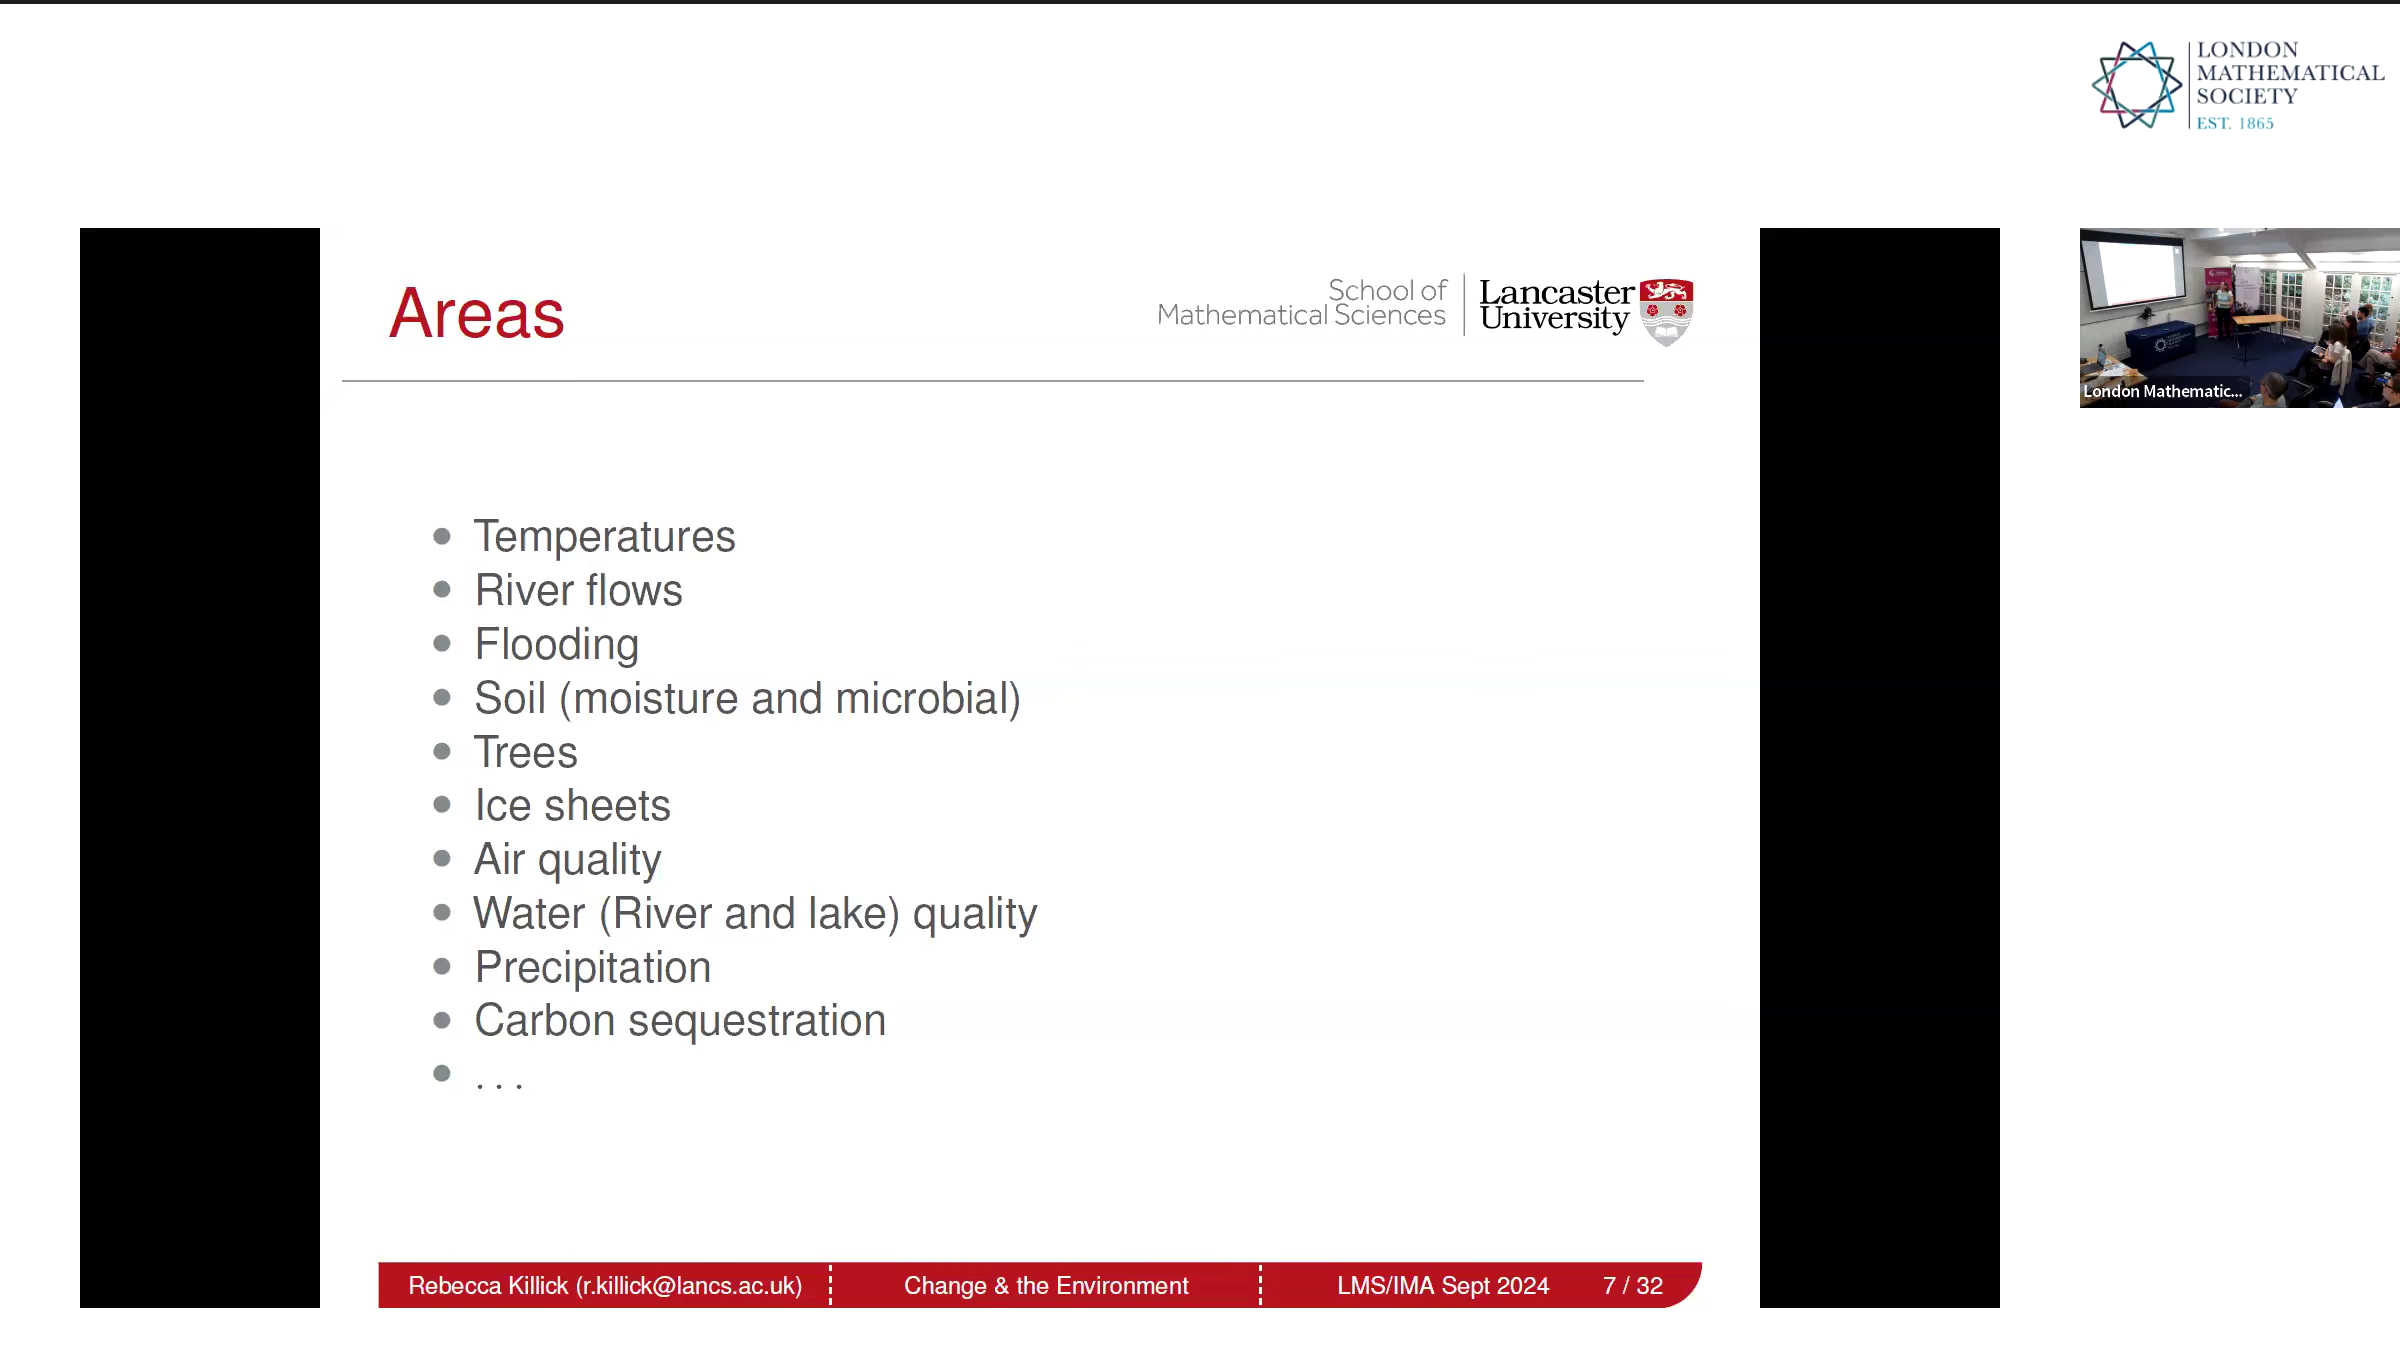 LONDON
MATHEMATICAL
SOCIETY
EST. 1865
Areas
School of
Mathematical Sciences
Lancaster
University
London Mathematic...
• Temperatures
• River flows
• Flooding
• Soil (moisture and microbial)
• Trees
• Ice sheets
• Air quality
• Water (River and lake) quality
• Precipitation
• Carbon sequestration
• . . .
Rebecca Killick (r.killick@lancs.ac.uk) Change & the Environment LMS/IMA Sept 2024 7 / 32